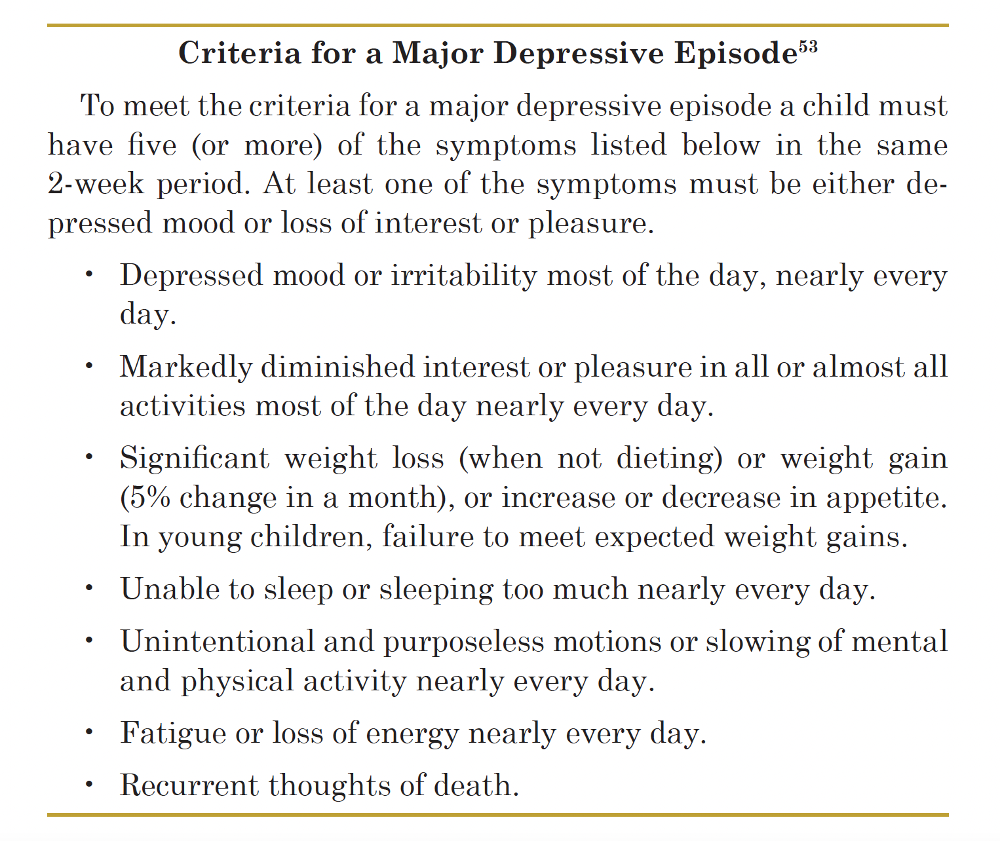 Criteria for a Major Depressive Episode53
To meet the criteria for a major depressive episode a child must
have five (or more) of the symptoms listed below in the same
2-week period. At least one of the symptoms must be either de-
pressed mood or loss of interest or pleasure.
• Depressed mood or irritability most of the day, nearly every
day.
• Markedly diminished interest or pleasure in all or almost all
activities most of the day nearly every day.
• Significant weight loss (when not dieting) or weight gain
(5% change in a month), or increase or decrease in appetite.
In young children, failure to meet expected weight gains.
• Unable to sleep or sleeping too much nearly every day.
• Unintentional and purposeless motions or slowing of mental
and physical activity nearly every day.
• Fatigue or loss of energy nearly every day.
• Recurrent thoughts of death.